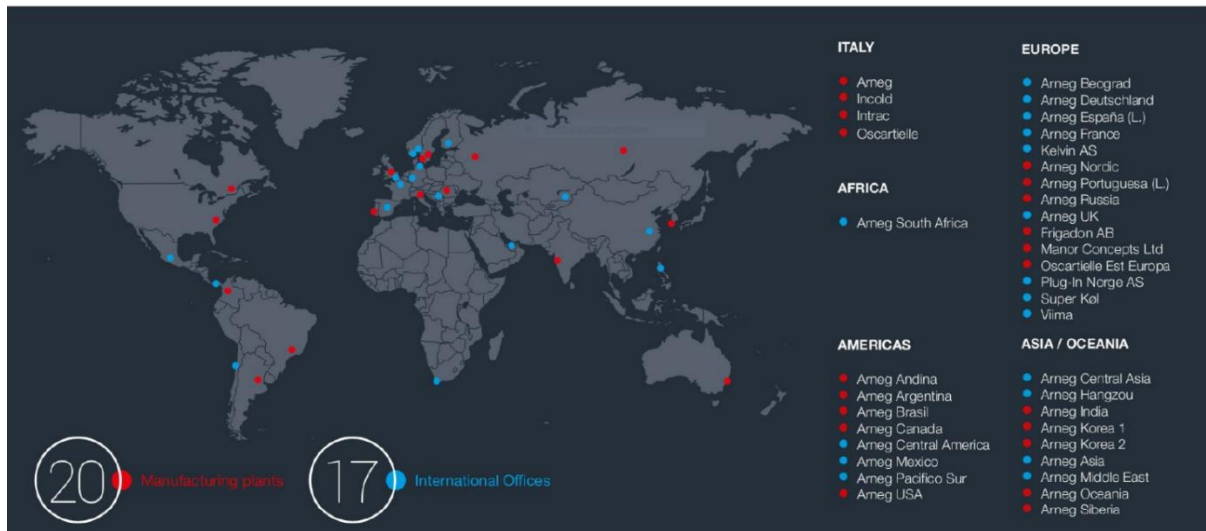 ITALY
Arneg
Incold
Intrac
Oscartielle
AFRICA
Arneg South Africa
AMERICAS
Arneg Andina
Arneg Argentina
Arneg Brasil
Arneg Canada
Arneg Central America
Arneg Mexico
Arneg Pacifico Sur
Arneg USA
EUROPE
Arneg Beograd
Arneg Deutschland
Arneg España (L.)
Arneg France
Kelvin AS
Arneg Nordic
Arneg Portuguesa (L.)
Arneg Russia
Arneg UK
Frigadon AB
Manor Concepts Ltd
Oscartielle Est Europa
Plug-In Norge AS
Super Køl
Viima
ASIA / OCEANIA
Arneg Central Asia
Arneg Hangzou
Arneg India
Arneg Korea 1
Arneg Korea 2
Arneg Asia
Arneg Middle East
Arneg Oceania
Arneg Siberia
20 Manufacturing plants
17 International Offices